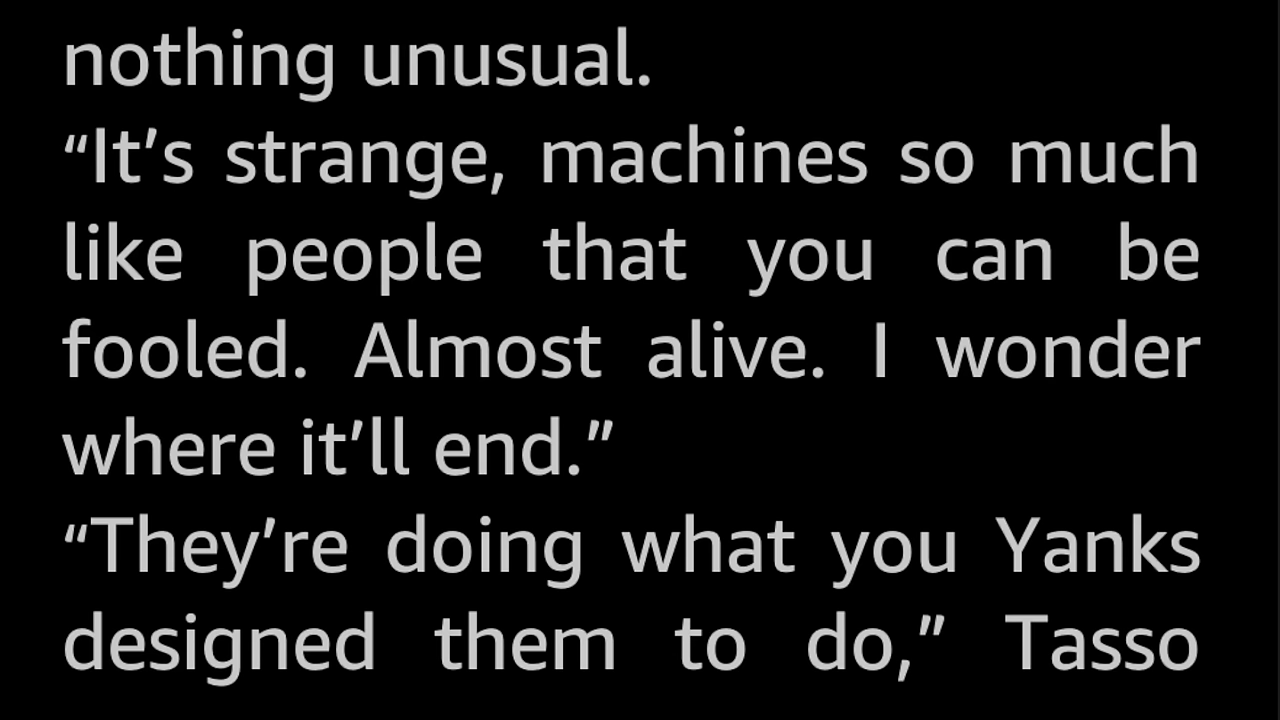 nothing unusual.
“It’s strange, machines so much
like people that you can be
fooled. Almost alive. I wonder
where it’ll end.”
“They’re doing what you Yanks
designed them to do,” Tasso